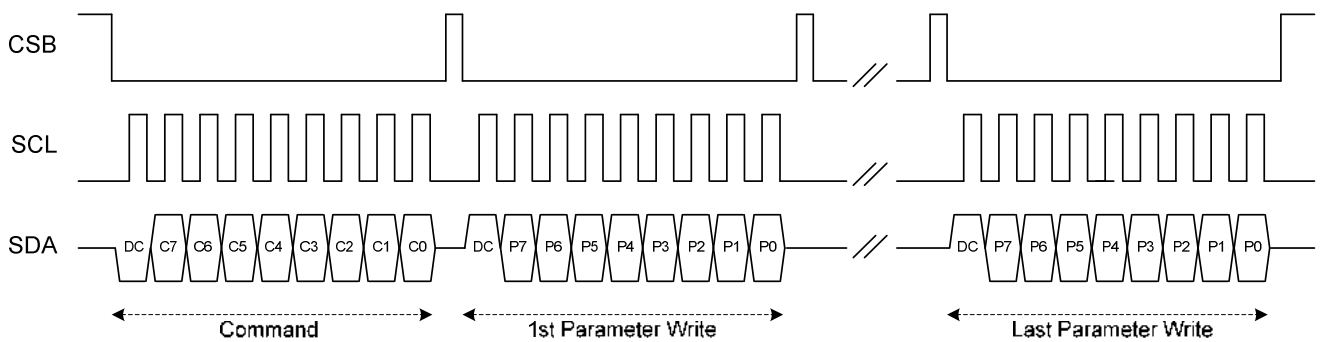 CSB
SCL
SDA DC C7 C6 C5 C4 C3 C2 C1 C0 DC P7 P6 P5 P4 P3 P2 P1 P0 DC P7 P6 P5 P4 P3 P2 P1 P0
Command 1st Parameter Write Last Parameter Write